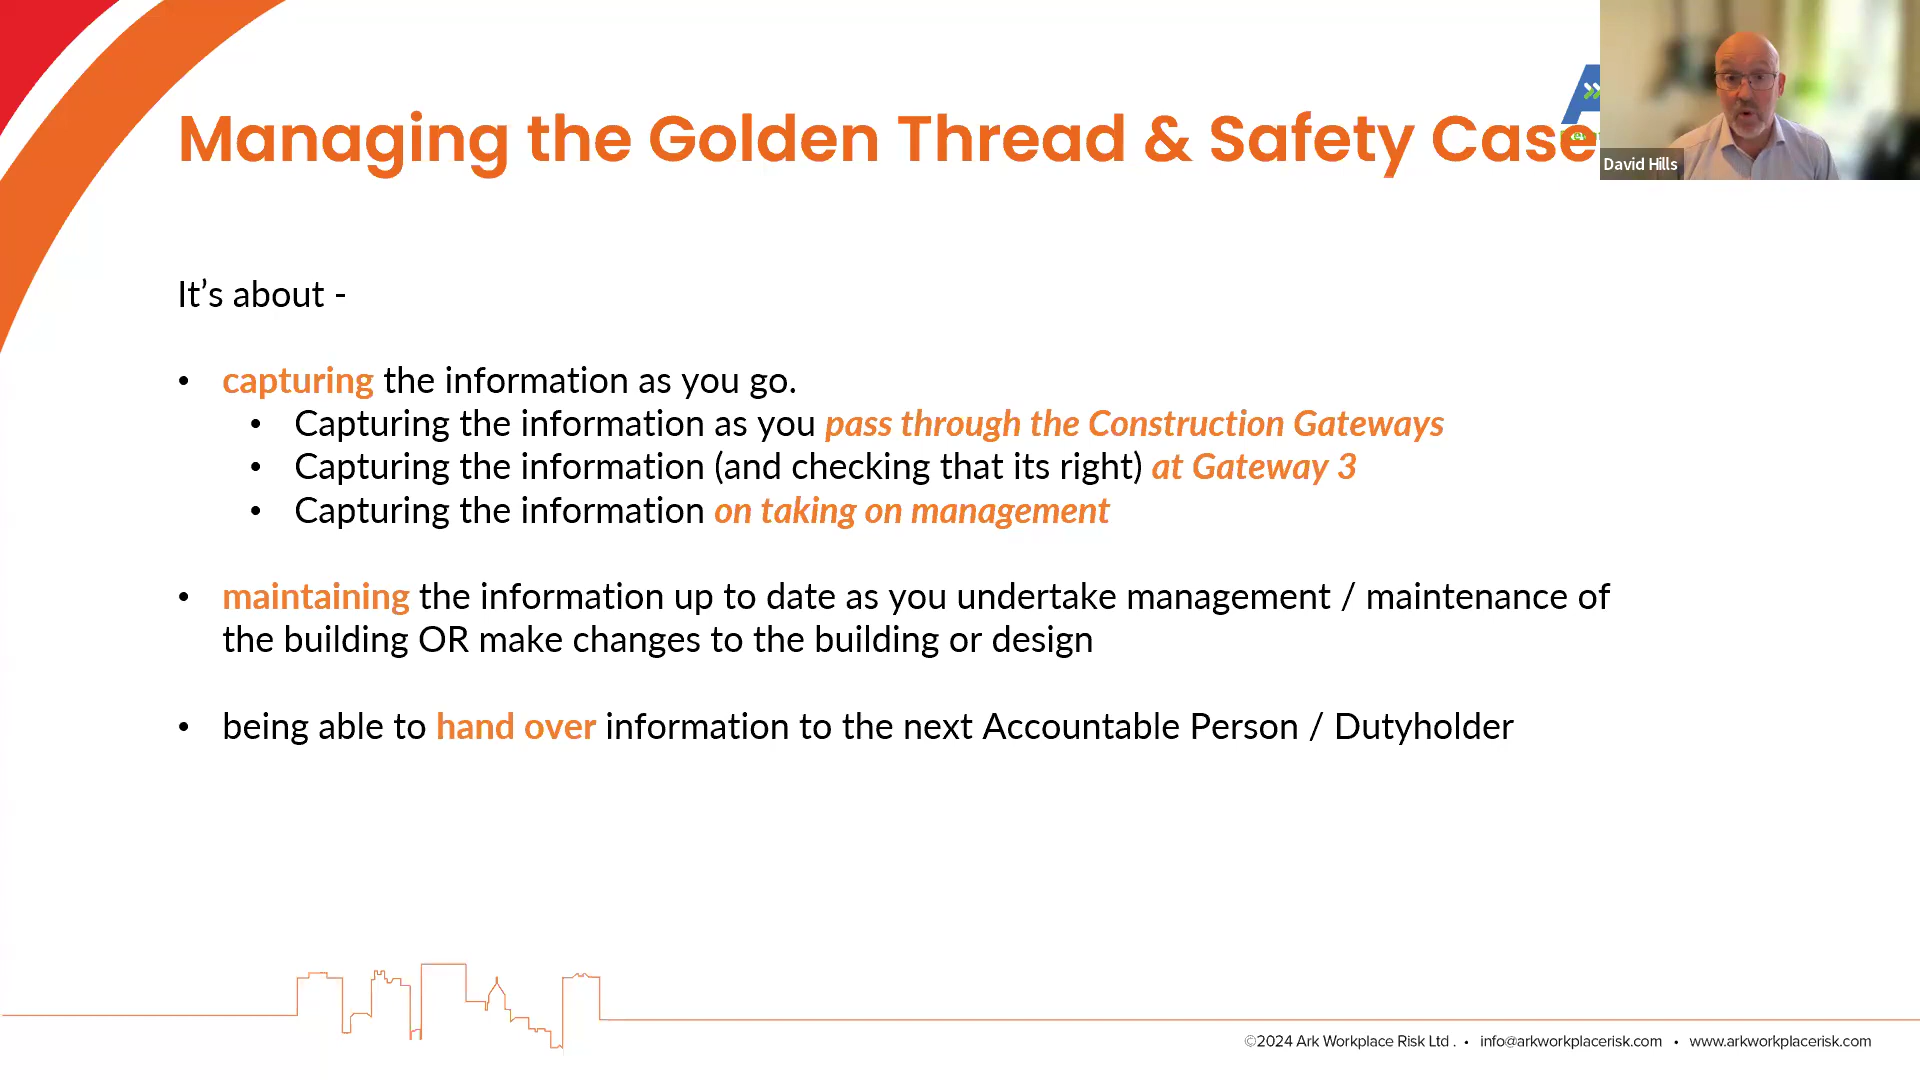 Managing the Golden Thread & Safety Case
David Hills
It’s about -
• capturing the information as you go.
• Capturing the information as you pass through the Construction Gateways
• Capturing the information (and checking that its right) at Gateway 3
• Capturing the information on taking on management
• maintaining the information up to date as you undertake management / maintenance of
the building OR make changes to the building or design
• being able to hand over information to the next Accountable Person / Dutyholder
©2024 Ark Workplace Risk Ltd . • info@arkworkplacerisk.com • www.arkworkplacerisk.com